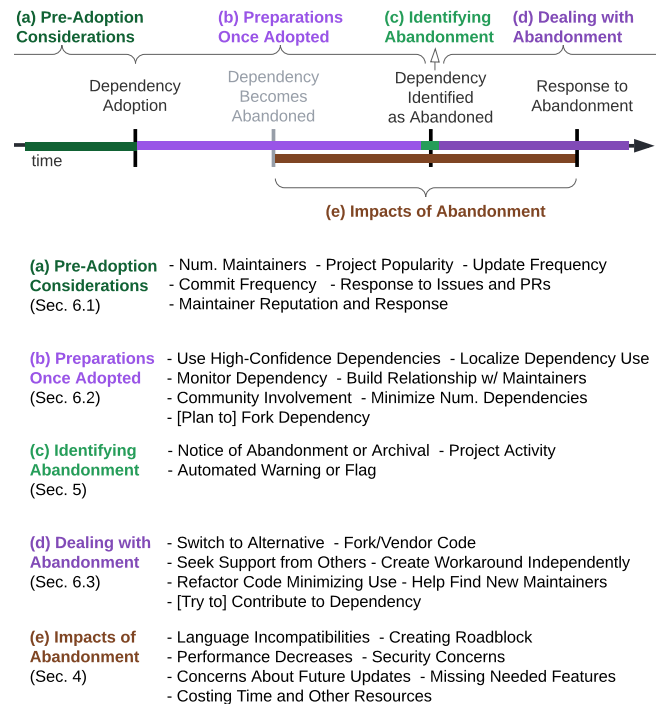 (a) Pre-Adoption Considerations
(b) Preparations Once Adopted
(c) Identifying Abandonment
(d) Dealing with Abandonment
Dependency Adoption
Dependency Becomes Abandoned
Dependency Identified as Abandoned
Response to Abandonment
time
(e) Impacts of Abandonment
(a) Pre-Adoption - Num. Maintainers - Project Popularity - Update Frequency
Considerations - Commit Frequency - Response to Issues and PRs
(Sec. 6.1) - Maintainer Reputation and Response
(b) Preparations - Use High-Confidence Dependencies - Localize Dependency Use
Once Adopted - Monitor Dependency - Build Relationship w/ Maintainers
(Sec. 6.2) - Community Involvement - Minimize Num. Dependencies
- [Plan to] Fork Dependency
(c) Identifying - Notice of Abandonment or Archival - Project Activity
Abandonment - Automated Warning or Flag
(Sec. 5)
(d) Dealing with - Switch to Alternative - Fork/Vendor Code
Abandonment - Seek Support from Others - Create Workaround Independently
(Sec. 6.3) - Refactor Code Minimizing Use - Help Find New Maintainers
- [Try to] Contribute to Dependency
(e) Impacts of - Language Incompatibilities - Creating Roadblock
Abandonment - Performance Decreases - Security Concerns
(Sec. 4) - Concerns About Future Updates - Missing Needed Features
- Costing Time and Other Resources